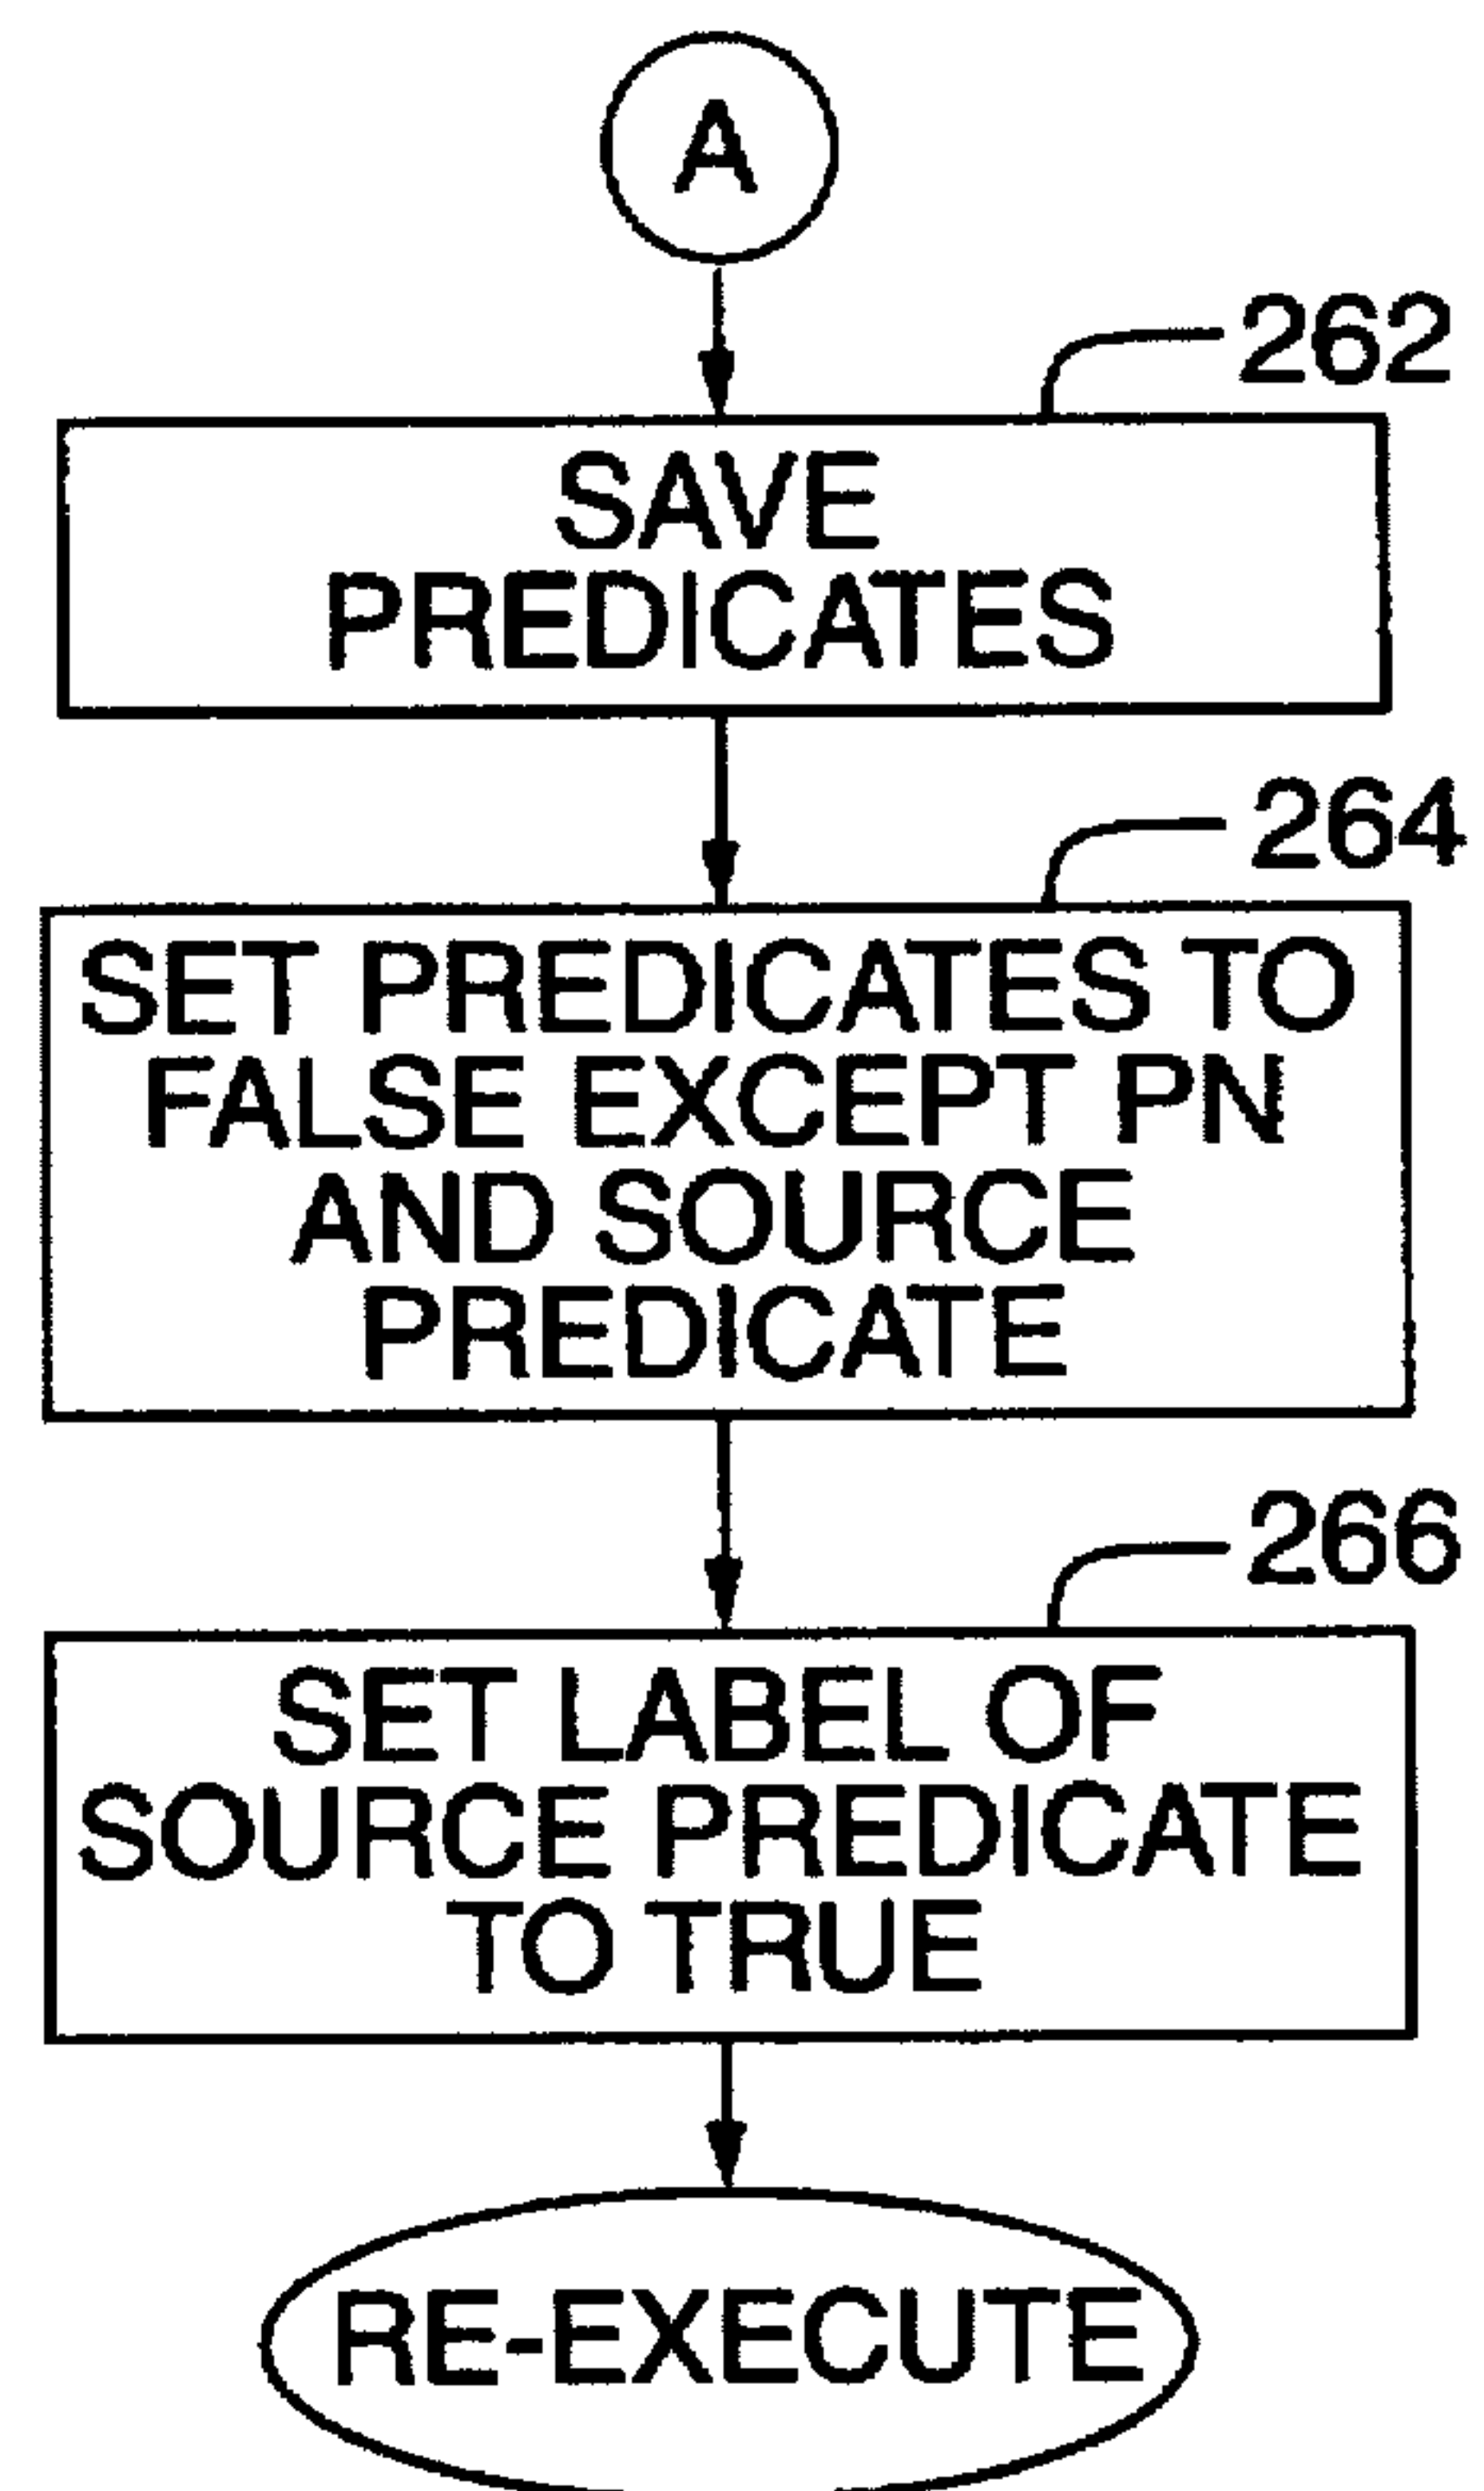 A
262
SAVE
PREDICATES
264
SET PREDICATES TO
FALSE EXCEPT PN
AND SOURCE
PREDICATE
266
SET LABEL OF
SOURCE PREDICATE
TO TRUE
RE-EXECUTE